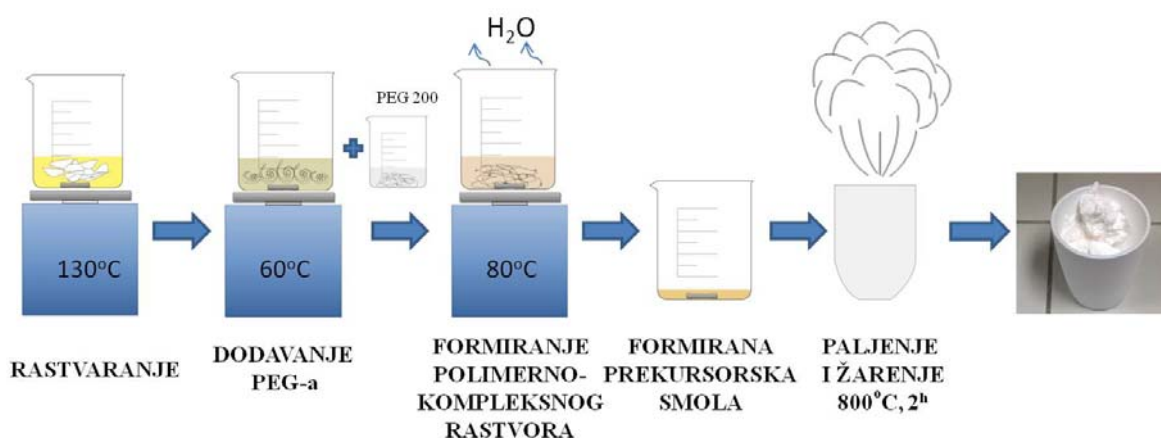 H₂O
PEG 200
130°C
60°C
80°C
RASTVARANJE
DODAVANJE
PEG-a
FORMIRANJE
POLIMERNO-
KOMPLEKSNOG
RASTVORA
FORMIRANA
PREKURSORSKA
SMOLA
PALJENJE
I ŽARENJE
800°C, 2ʰ